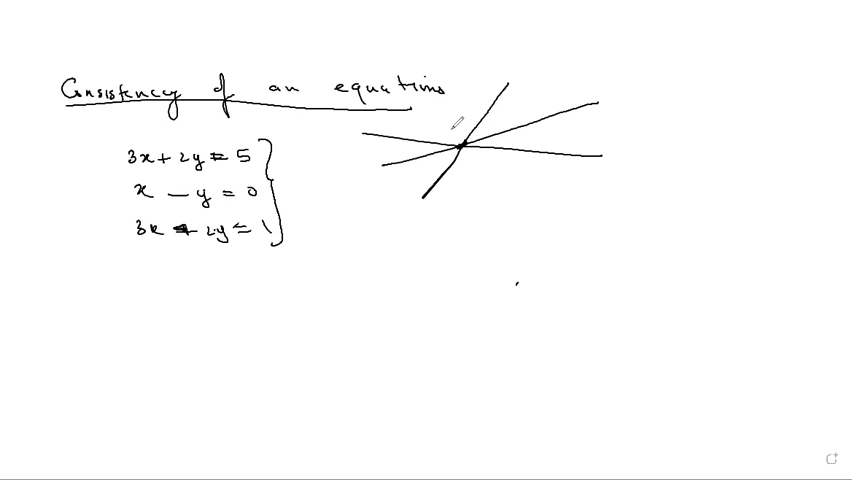 Consistency of an equations
3x + 2y = 5
x - y = 0
3x - 2y = 1